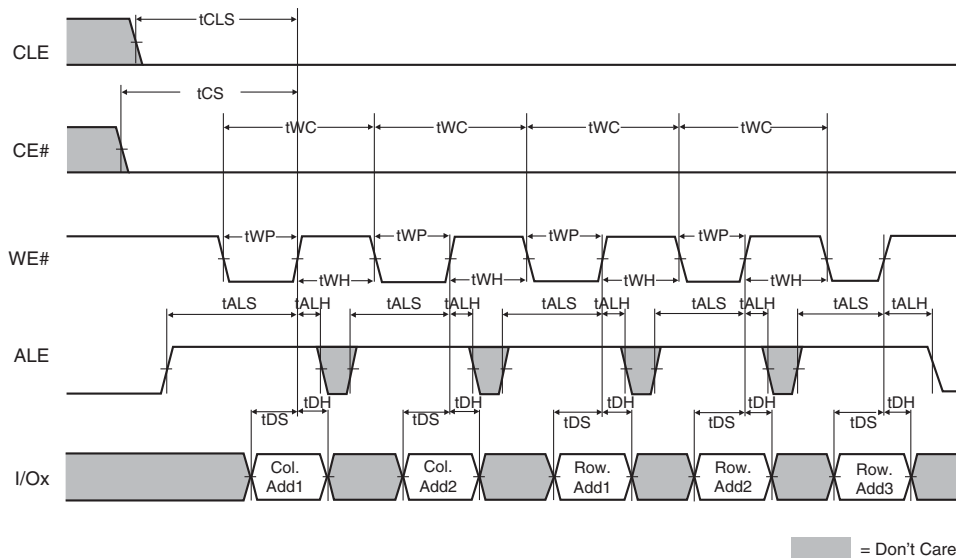 tCLS
CLE
tCS
tWC tWC tWC tWC
CE#
tWP tWP tWP tWP
WE#
tWH tWH tWH tWH
tALS tALH tALS tALH tALS tALH tALS tALH tALS tALH
ALE
tDH tDH tDH tDH tDH
tDS tDS tDS tDS tDS
I/Ox
Col.
Add1
Col.
Add2
Row.
Add1
Row.
Add2
Row.
Add3
= Don't Care